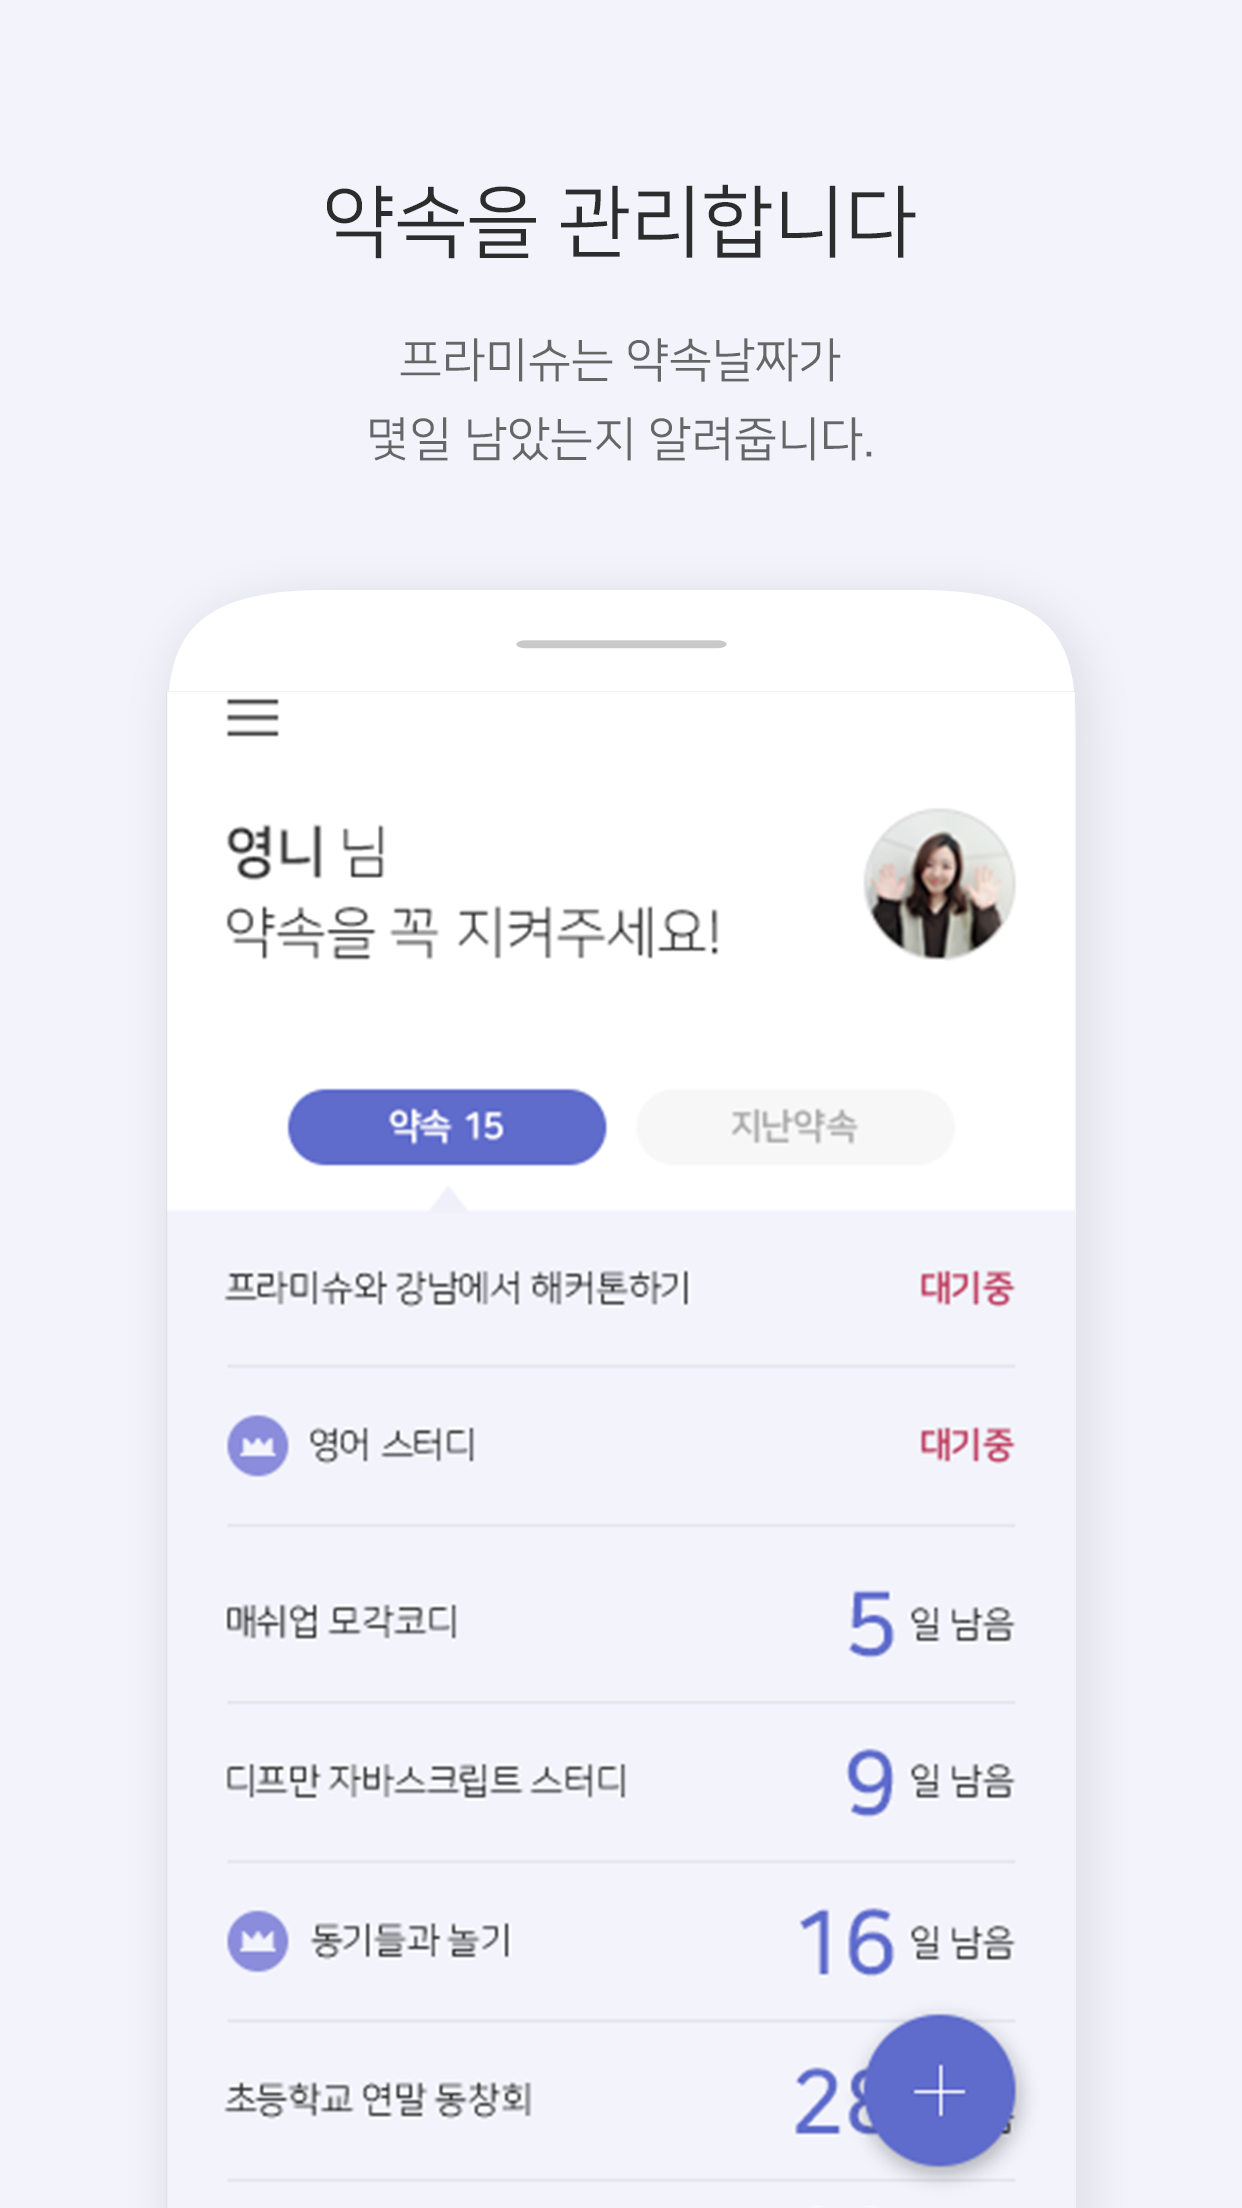 약속을 관리합니다
프라미슈는 약속날짜가
몇일 남았는지 알려줍니다.
영니 님
약속을 꼭 지켜주세요!
약속 15
지난약속
프라미슈와 강남에서 해커톤하기
대기중
영어 스터디
대기중
매쉬업 모각코디
5 일 남음
디프만 자바스크립트 스터디
9 일 남음
동기들과 놀기
16 일 남음
초등학교 연말 동창회